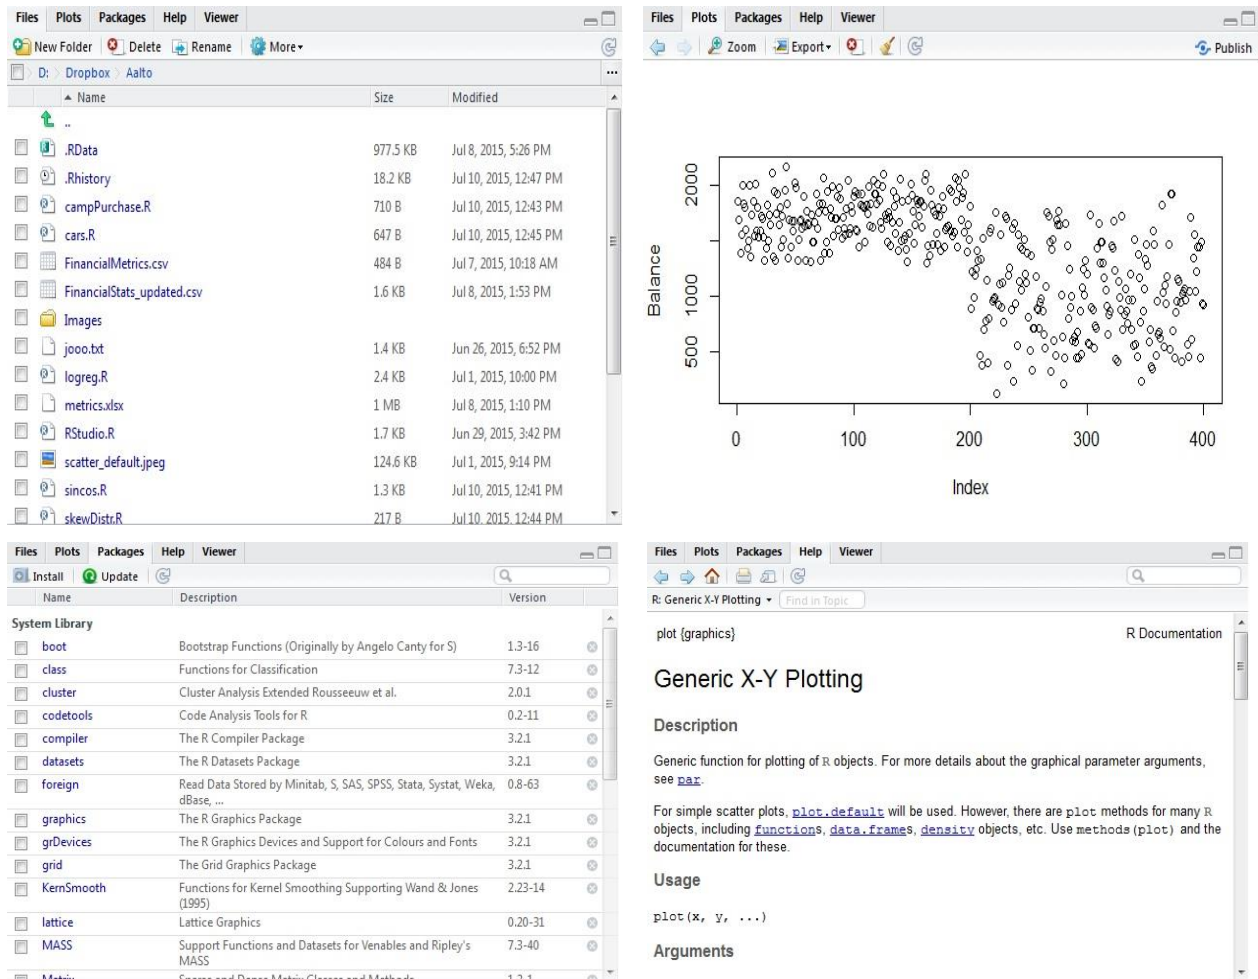 Files Plots Packages Help Viewer
New Folder Delete Rename More
D: Dropbox Aalto ...
Name Size Modified
..
.RData 977.5 KB Jul 8, 2015, 5:26 PM
.Rhistory 18.2 KB Jul 10, 2015, 12:47 PM
campPurchase.R 710 B Jul 10, 2015, 12:43 PM
cars.R 647 B Jul 10, 2015, 12:45 PM
FinancialMetrics.csv 484 B Jul 7, 2015, 10:18 AM
FinancialStats_updated.csv 1.6 KB Jul 8, 2015, 1:53 PM
Images
jooo.txt 1.4 KB Jun 26, 2015, 6:52 PM
logreg.R 2.4 KB Jul 1, 2015, 10:00 PM
metrics.xlsx 1 MB Jul 8, 2015, 1:10 PM
RStudio.R 1.7 KB Jun 29, 2015, 3:42 PM
scatter_default.jpeg 124.6 KB Jul 1, 2015, 9:14 PM
sincos.R 1.3 KB Jul 10, 2015, 12:41 PM
skewDistr.R 217 B Jul 10, 2015, 12:44 PM
Files Plots Packages Help Viewer
Zoom Export Publish
Balance
2000
1000
500
0 100 200 300 400
Index
Files Plots Packages Help Viewer
Install Update
Name Description Version
System Library
boot Bootstrap Functions (Originally by Angelo Canty for S) 1.3-16
class Functions for Classification 7.3-12
cluster Cluster Analysis Extended Rousseeuw et al. 2.0.1
codetools Code Analysis Tools for R 0.2-11
compiler The R Compiler Package 3.2.1
datasets The R Datasets Package 3.2.1
foreign Read Data Stored by Minitab, S, SAS, SPSS, Stata, Systat, Weka, 0.8-63
dBase, ...
graphics The R Graphics Package 3.2.1
grDevices The R Graphics Devices and Support for Colours and Fonts 3.2.1
grid The Grid Graphics Package 3.2.1
KernSmooth Functions for Kernel Smoothing Supporting Wand & Jones 2.23-14
(1995)
lattice Lattice Graphics 0.20-31
MASS Support Functions and Datasets for Venables and Ripley's 7.3-40
MASS
Matrix Sparse and Dense Matrix Classes and Methods 1.2-1
Files Plots Packages Help Viewer
R: Generic X-Y Plotting Find in Topic
plot {graphics} R Documentation
Generic X-Y Plotting
Description
Generic function for plotting of R objects. For more details about the graphical parameter arguments,
see par.
For simple scatter plots, plot.default will be used. However, there are plot methods for many R
objects, including functions, data.frames, density objects, etc. Use methods(plot) and the
documentation for these.
Usage
plot(x, y, ...)
Arguments